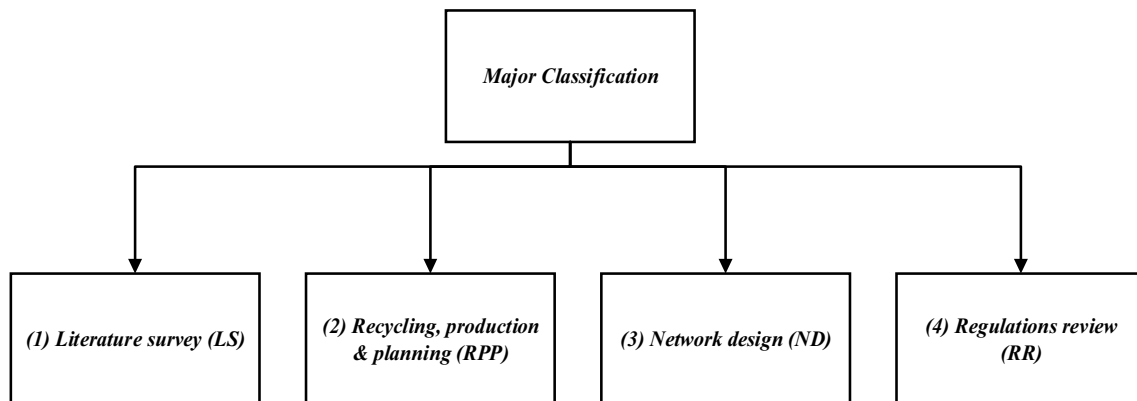 Major Classification
(1) Literature survey (LS)
(2) Recycling, production
& planning (RPP)
(3) Network design (ND)
(4) Regulations review
(RR)